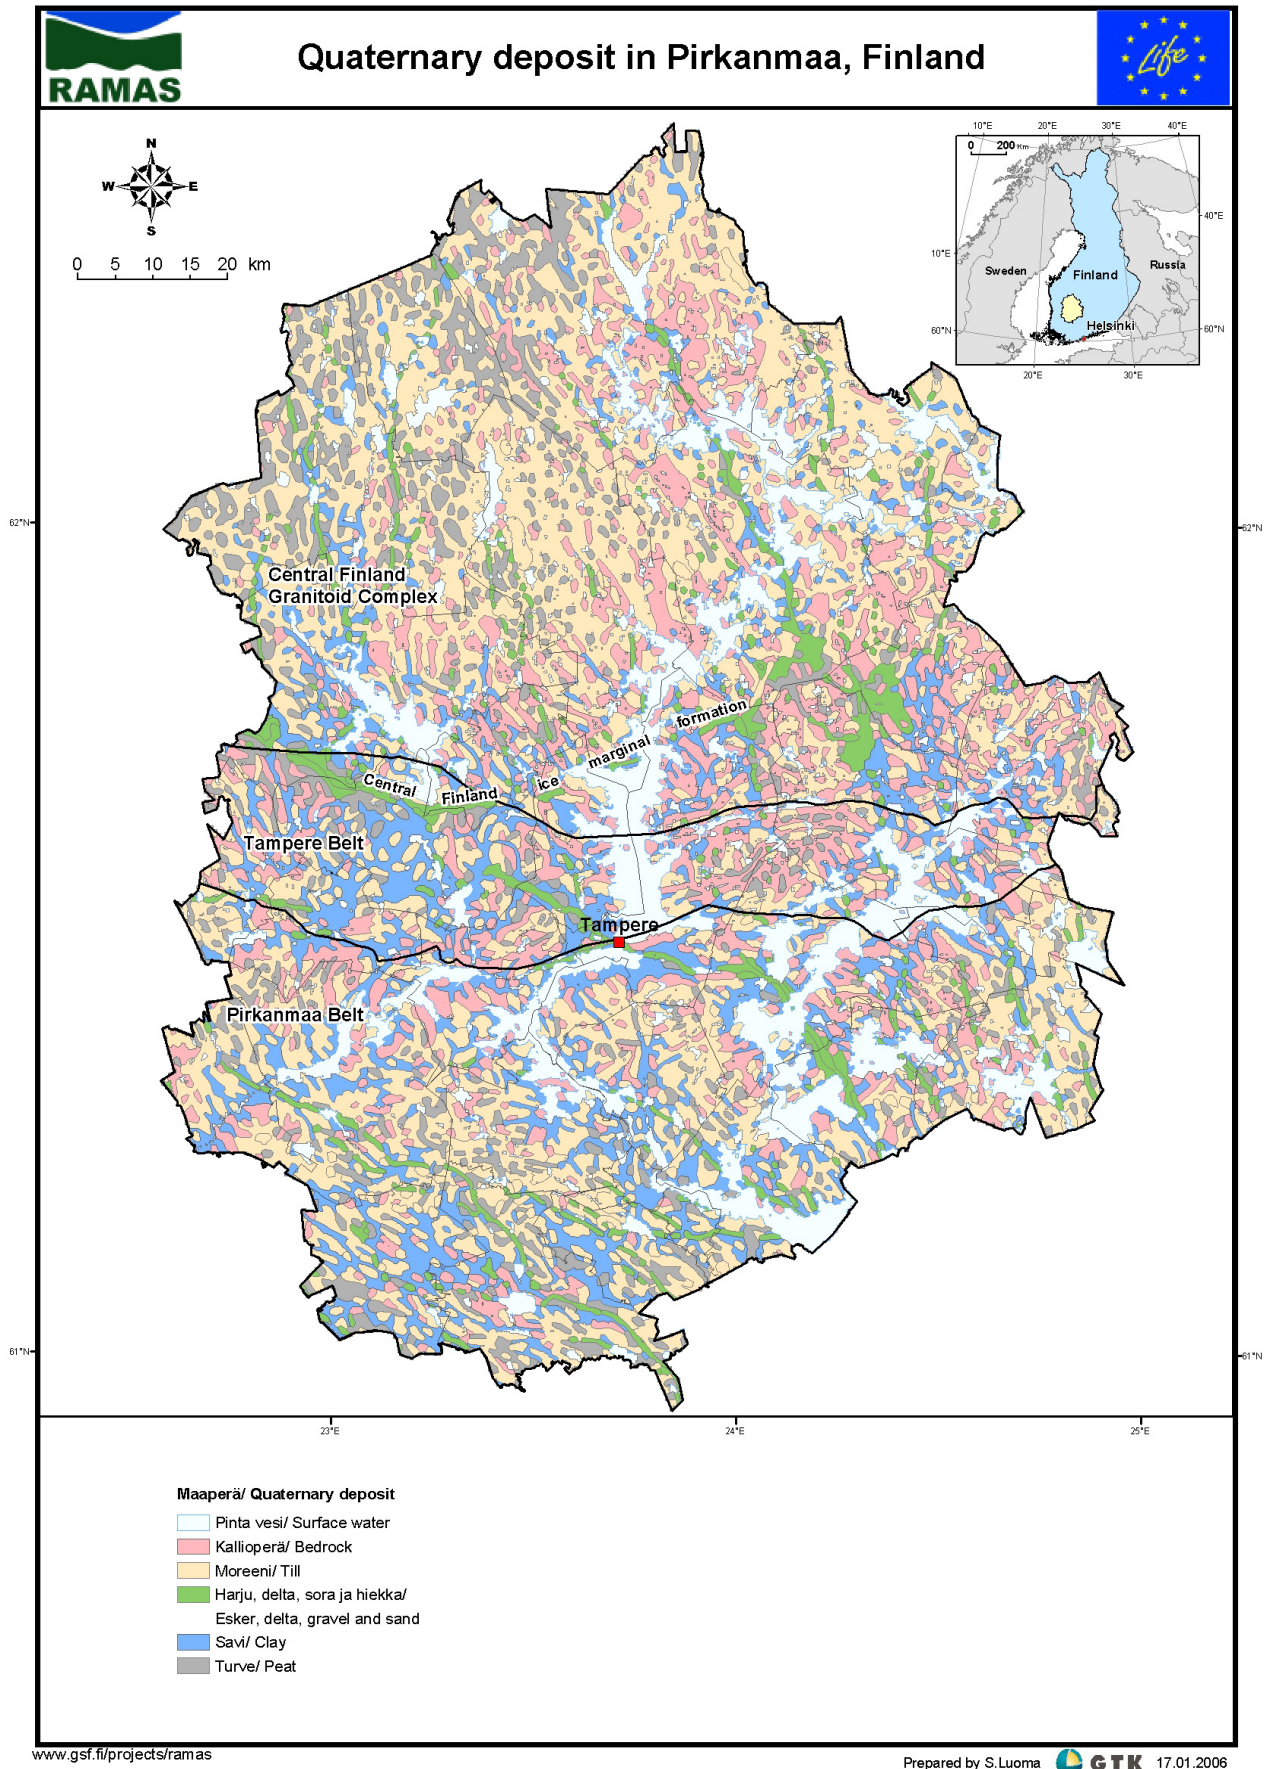 RAMAS
Quaternary deposit in Pirkanmaa, Finland
Life
N
W E
S
0 5 10 15 20 km
10°E 20°E 30°E 40°E
0 200 Km
40°E
10°E
Sweden
Finland
Russia
Helsinki
60°N
60°N
20°E 30°E
62°N
62°N
Central Finland
Granitoid Complex
Central Finland ice marginal formation
Tampere Belt
Tampere
Pirkanmaa Belt
61°N
61°N
23°E 24°E 25°E
Maaperä/ Quaternary deposit
Pinta vesi/ Surface water
Kallioperä/ Bedrock
Moreeni/ Till
Harju, delta, sora ja hiekka/
Esker, delta, gravel and sand
Savi/ Clay
Turve/ Peat
www.gsf.fi/projects/ramas
Prepared by S.Luoma GTK 17.01.2006